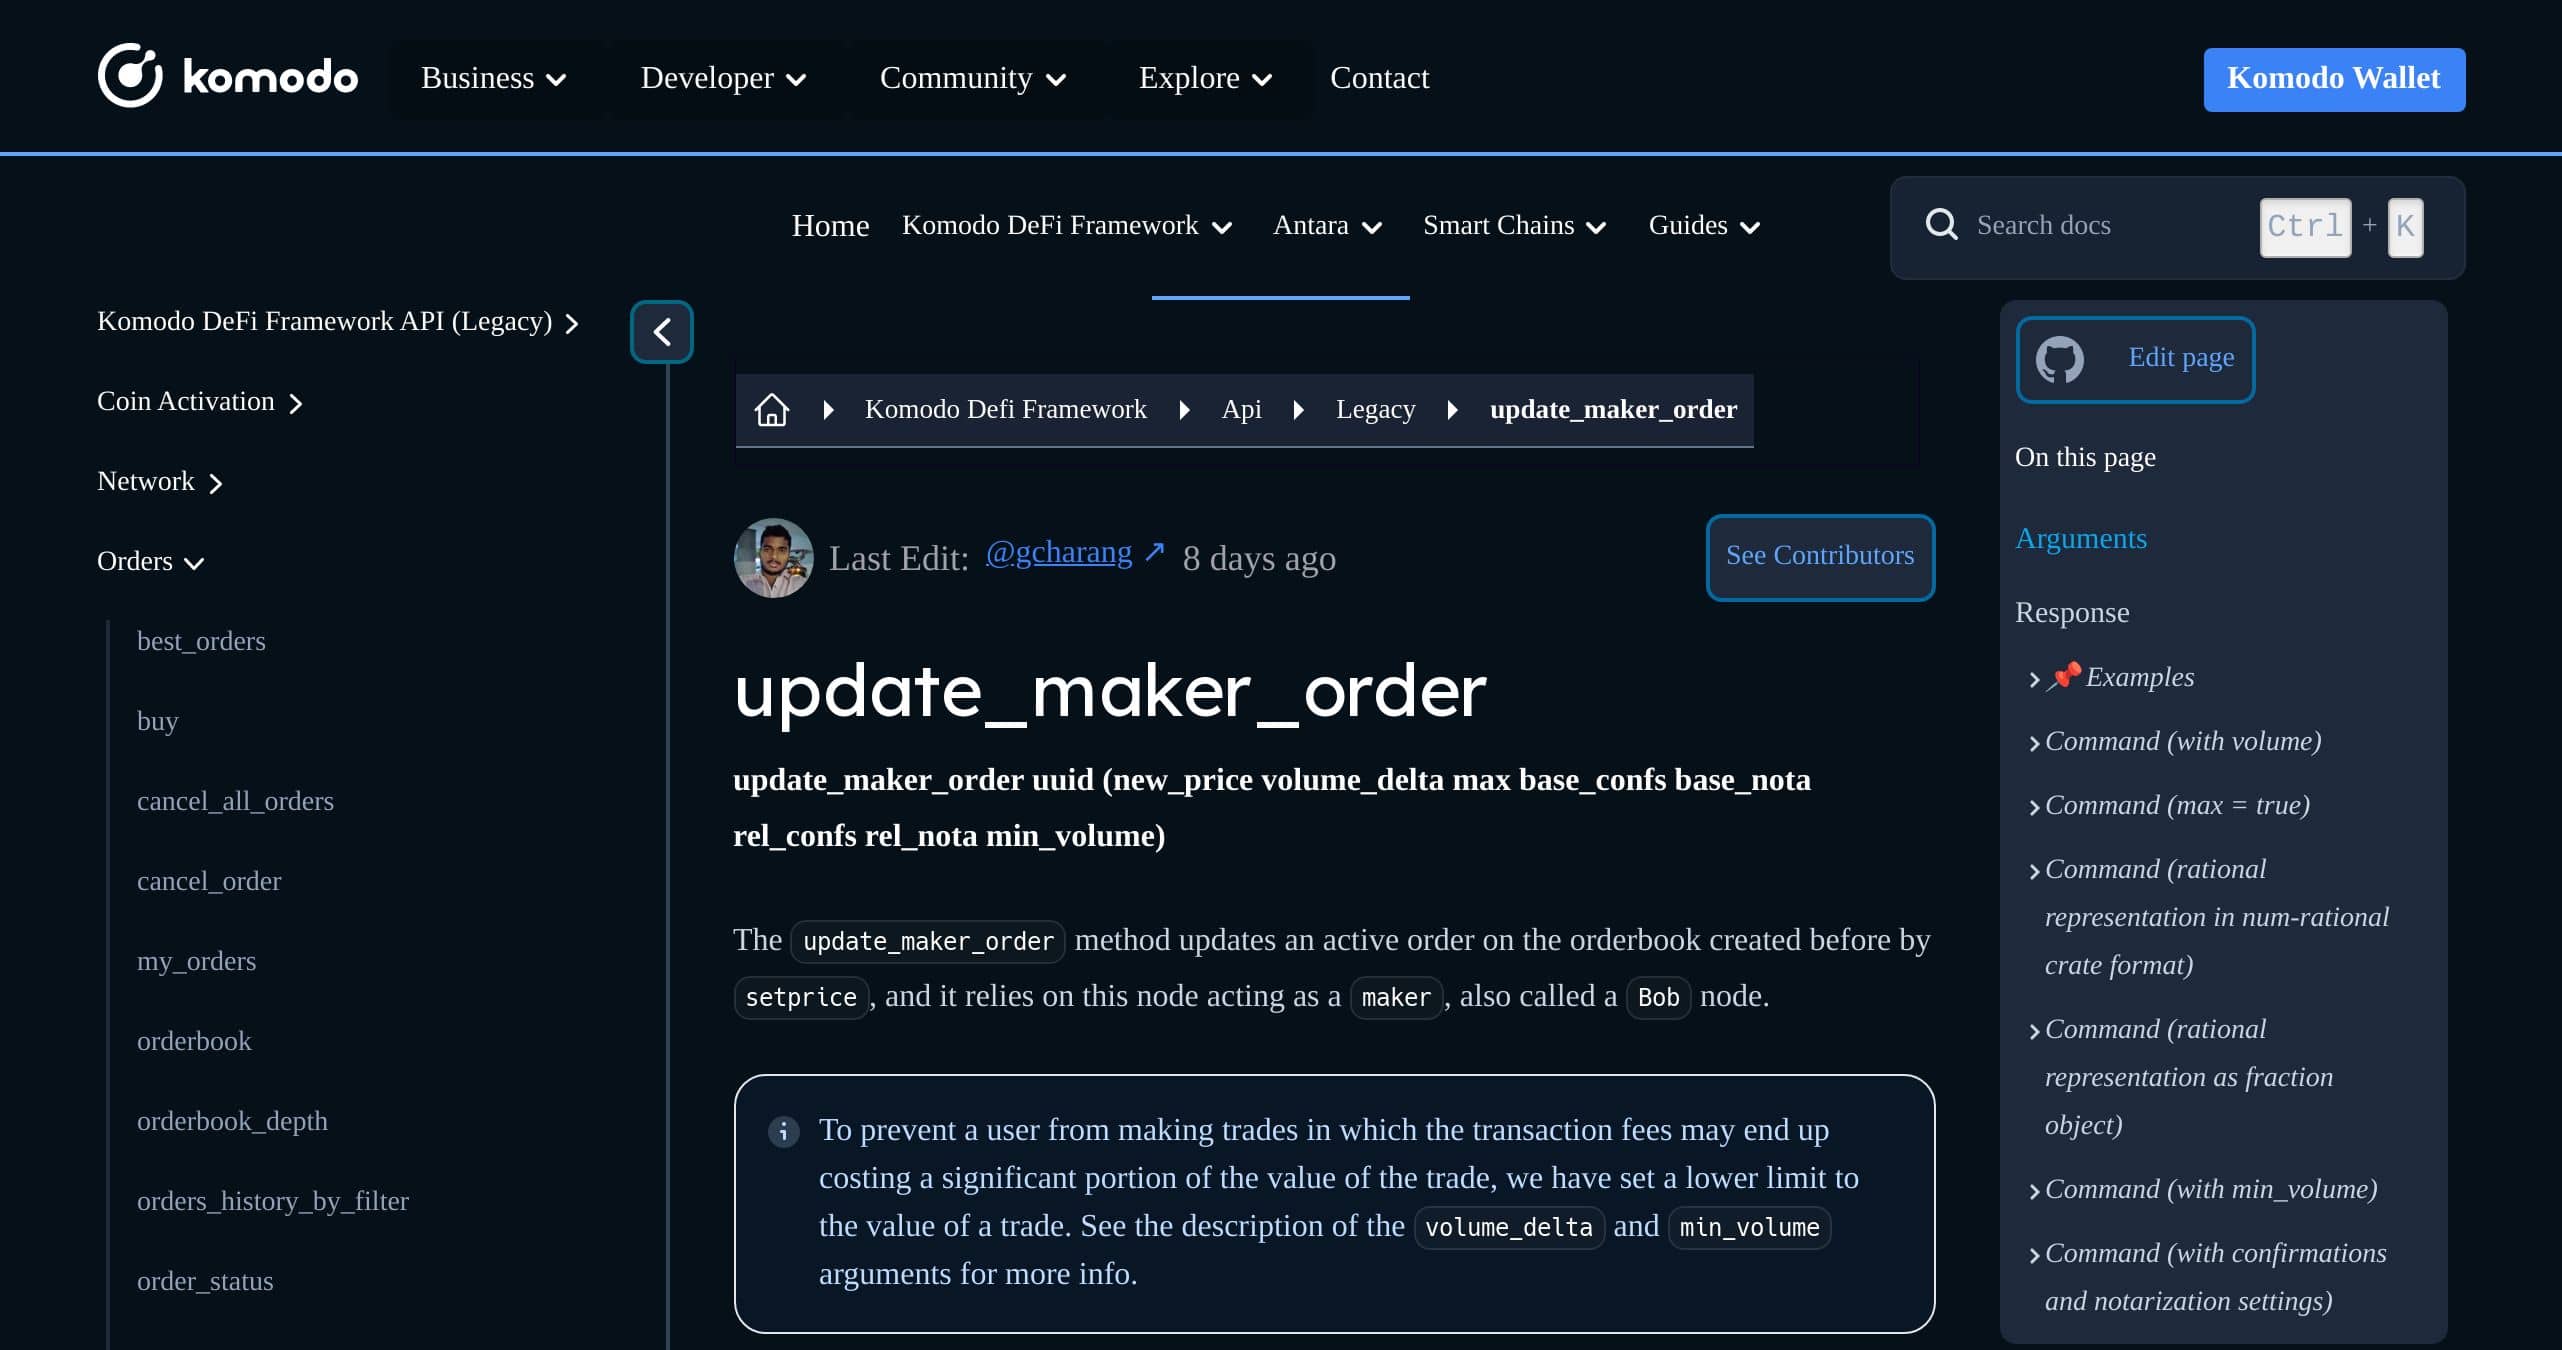 komodo
Business
Developer
Community
Explore
Contact
Komodo Wallet
Home
Komodo DeFi Framework
Antara
Smart Chains
Guides
Search docs
Ctrl + K
Komodo DeFi Framework API (Legacy)
Coin Activation
Network
Orders
best_orders
buy
cancel_all_orders
cancel_order
my_orders
orderbook
orderbook_depth
orders_history_by_filter
order_status
Komodo Defi Framework
Api
Legacy
update_maker_order
Last Edit: @gcharang ↗ 8 days ago
See Contributors
update_maker_order
update_maker_order uuid (new_price volume_delta max base_confs base_nota
rel_confs rel_nota min_volume)
The update_maker_order method updates an active order on the orderbook created before by
setprice, and it relies on this node acting as a maker, also called a Bob node.
To prevent a user from making trades in which the transaction fees may end up
costing a significant portion of the value of the trade, we have set a lower limit to
the value of a trade. See the description of the volume_delta and min_volume
arguments for more info.
Edit page
On this page
Arguments
Response
📌 Examples
Command (with volume)
Command (max = true)
Command (rational
representation in num-rational
crate format)
Command (rational
representation as fraction
object)
Command (with min_volume)
Command (with confirmations
and notarization settings)